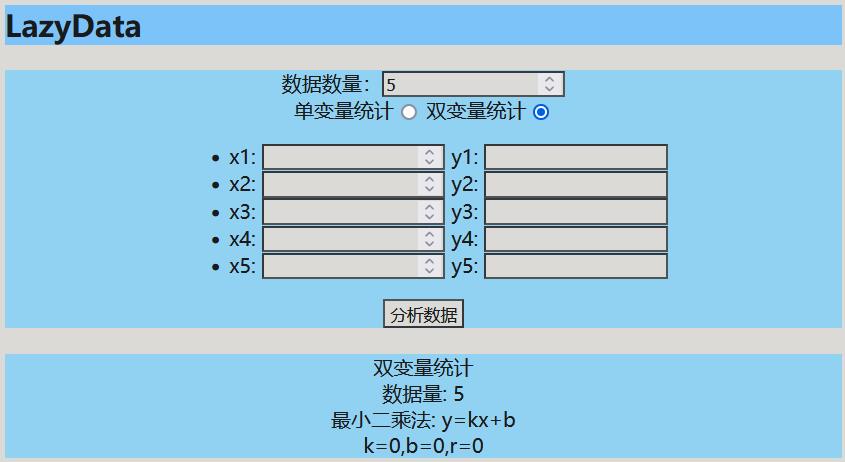 LazyData
数据数量：5
单变量统计 双变量统计
x1: y1:
x2: y2:
x3: y3:
x4: y4:
x5: y5:
分析数据
双变量统计
数据量: 5
最小二乘法: y=kx+b
k=0,b=0,r=0